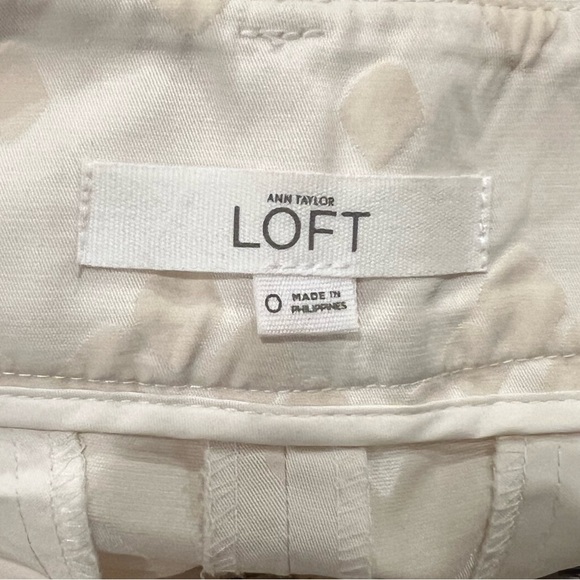 ANN TAYLOR
LOFT
0 MADE IN
PHILIPPINES